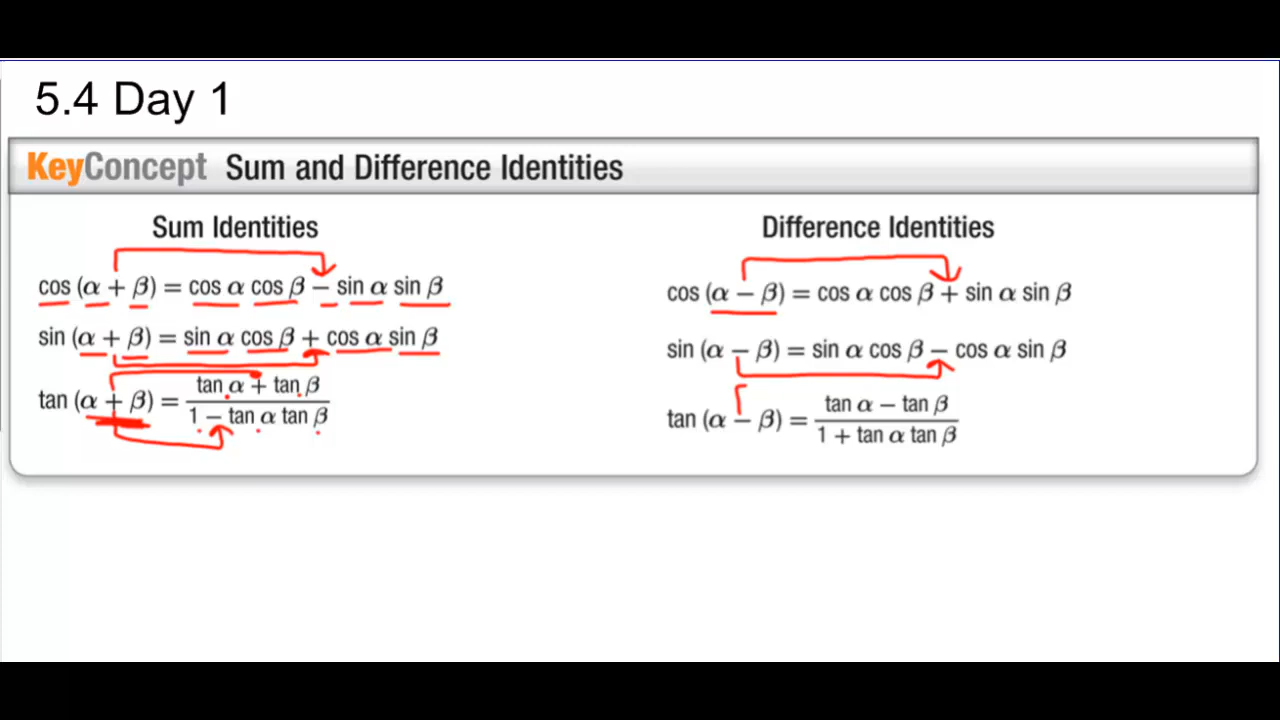 5.4 Day 1
KeyConcept Sum and Difference Identities
Sum Identities
cos (α + β) = cos α cos β − sin α sin β
sin (α + β) = sin α cos β + cos α sin β
tan (α + β) = tan α + tan β / 1 − tan α tan β
Difference Identities
cos (α − β) = cos α cos β + sin α sin β
sin (α − β) = sin α cos β − cos α sin β
tan (α − β) = tan α − tan β / 1 + tan α tan β